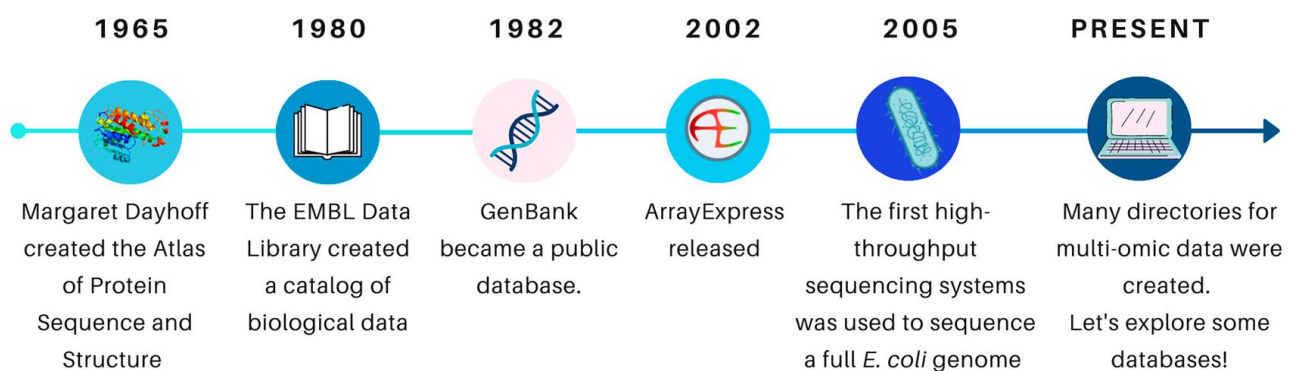 1965
Margaret Dayhoff
created the Atlas
of Protein
Sequence and
Structure
1980
The EMBL Data
Library created
a catalog of
biological data
1982
GenBank
became a public
database.
2002
AE
ArrayExpress
released
2005
The first high-
throughput
sequencing systems
was used to sequence
a full E. coli genome
PRESENT
Many directories for
multi-omic data were
created.
Let's explore some
databases!